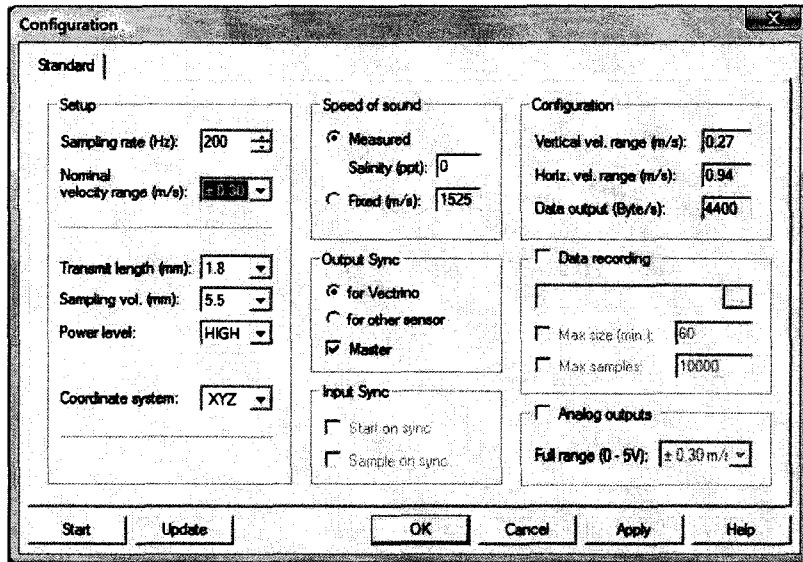 Configuration
Standard
Setup
Sampling rate (Hz): 200
Nominal
velocity range (m/s): ± 0.30
Transmit length (mm): 1.8
Sampling vol. (mm): 5.5
Power level: HIGH
Coordinate system: XYZ
Speed of sound
Measured
Salinity (ppt): 0
Fixed (m/s): 1525
Output Sync
for Vectrino
for other sensor
Master
Input Sync
Start on sync
Sample on sync
Configuration
Vertical vel. range (m/s): 0.27
Horiz. vel. range (m/s): 0.94
Data output (Byte/s): 4400
Data recording
...
Max size (min.): 60
Max samples: 10000
Analog outputs
Full range (0 - 5V): ± 0.30 m/s
Start
Update
OK
Cancel
Apply
Help